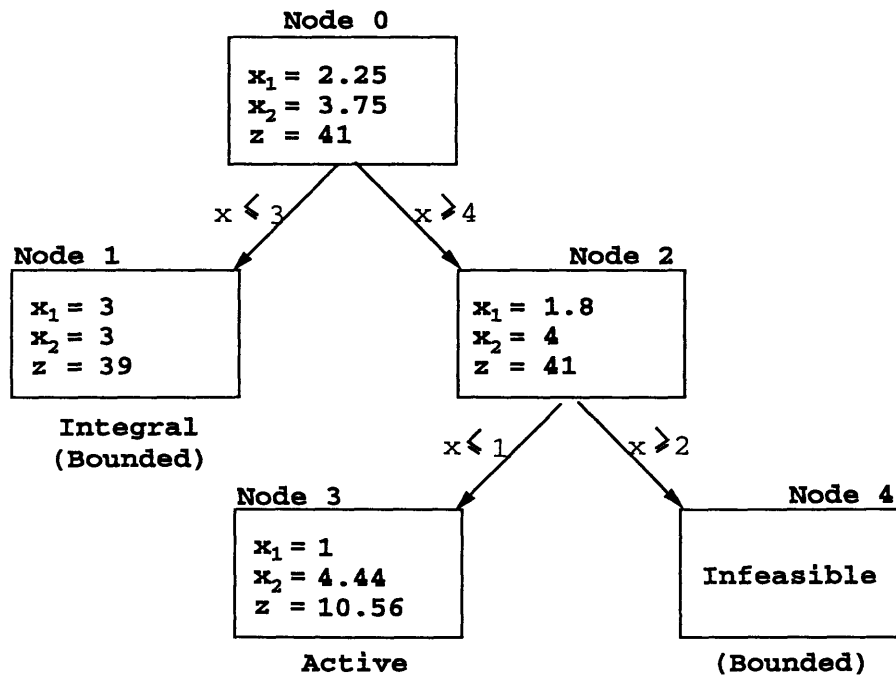 Node 0
x₁ = 2.25
x₂ = 3.75
z = 41
x ⩽ 3
x ⩾ 4
Node 1
x₁ = 3
x₂ = 3
z = 39
Integral
(Bounded)
Node 2
x₁ = 1.8
x₂ = 4
z = 41
x ⩽ 1
x ⩾ 2
Node 3
x₁ = 1
x₂ = 4.44
z = 10.56
Active
Node 4
Infeasible
(Bounded)